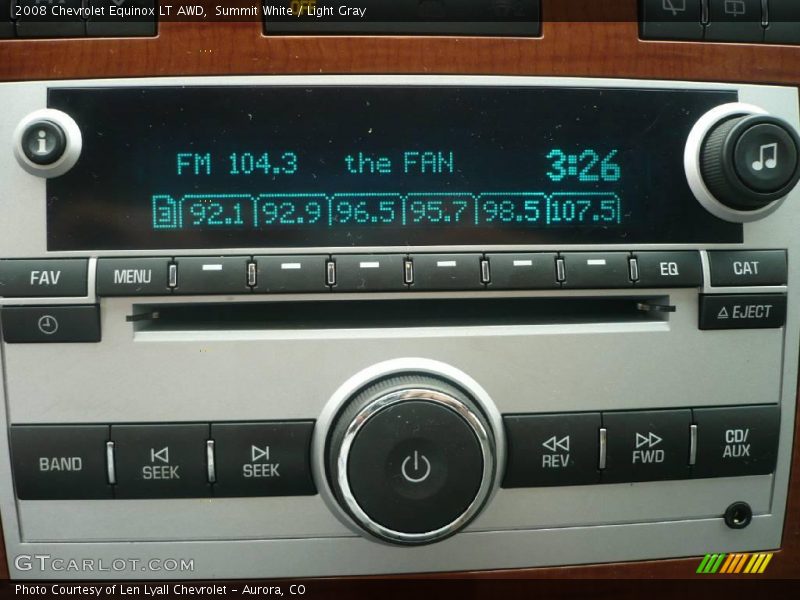 2008 Chevrolet Equinox LT AWD, Summit White / Light Gray
i
FM 104.3 the FAN 3:26
3 92.1 92.9 96.5 95.7 98.5 107.5
FAV MENU EQ CAT
EJECT
BAND SEEK SEEK REV FWD CD/
AUX
GTCARLOT.COM
Photo Courtesy of Len Lyall Chevrolet - Aurora, CO